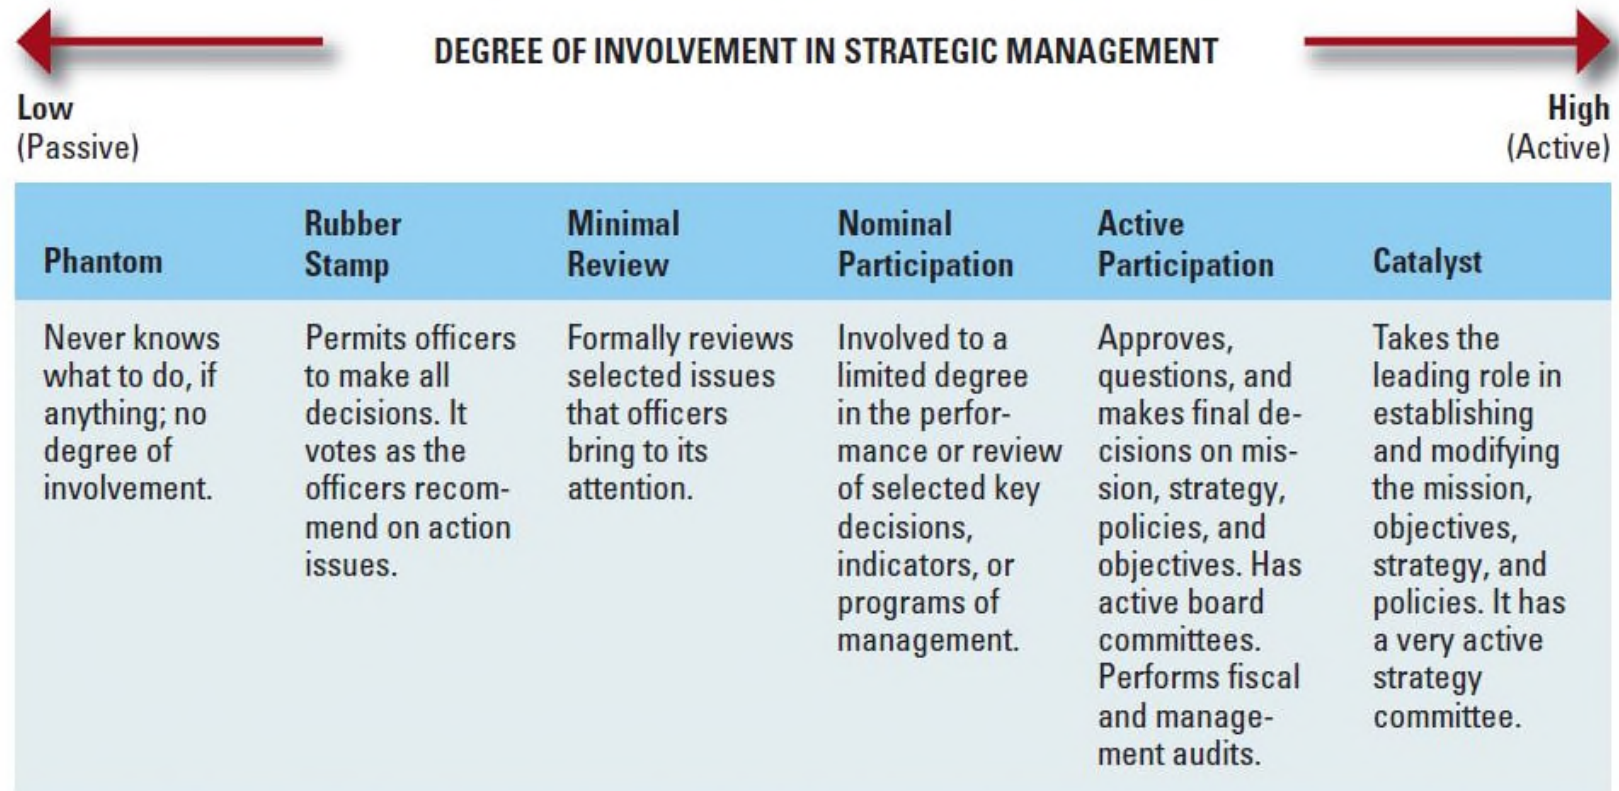 DEGREE OF INVOLVEMENT IN STRATEGIC MANAGEMENT
Low
(Passive)
High
(Active)
Phantom
Never knows
what to do, if
anything; no
degree of
involvement.
Rubber
Stamp
Permits officers
to make all
decisions. It
votes as the
officers recom-
mend on action
issues.
Minimal
Review
Formally reviews
selected issues
that officers
bring to its
attention.
Nominal
Participation
Involved to a
limited degree
in the perfor-
mance or review
of selected key
decisions,
indicators, or
programs of
management.
Active
Participation
Approves,
questions, and
makes final de-
cisions on mis-
sion, strategy,
policies, and
objectives. Has
active board
committees.
Performs fiscal
and manage-
ment audits.
Catalyst
Takes the
leading role in
establishing
and modifying
the mission,
objectives,
strategy, and
policies. It has
a very active
strategy
committee.